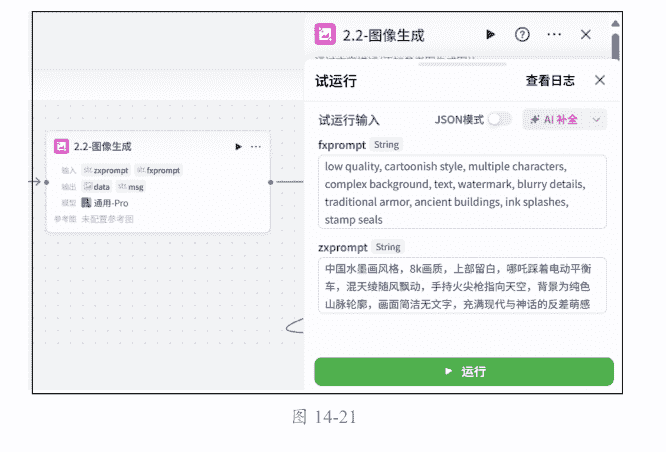 2.2-图像生成
试运行
查看日志
试运行输入
JSON模式
AI 补全
fxprompt String
low quality, cartoonish style, multiple characters,
complex background, text, watermark, blurry details,
traditional armor, ancient buildings, ink splashes,
stamp seals
zxprompt String
中国水墨画风格，8k画质，上部留白，哪吒踩着电动平衡
车，混天绫随风飘动，手持火尖枪指向天空，背景为纯色
山脉轮廓，画面简洁无文字，充满现代与神话的反差萌感
运行
2.2-图像生成
输入 str. zxprompt str. fxprompt
输出 data str. msg
模型 通用-Pro
参考图 未配置参考图
图 14-21